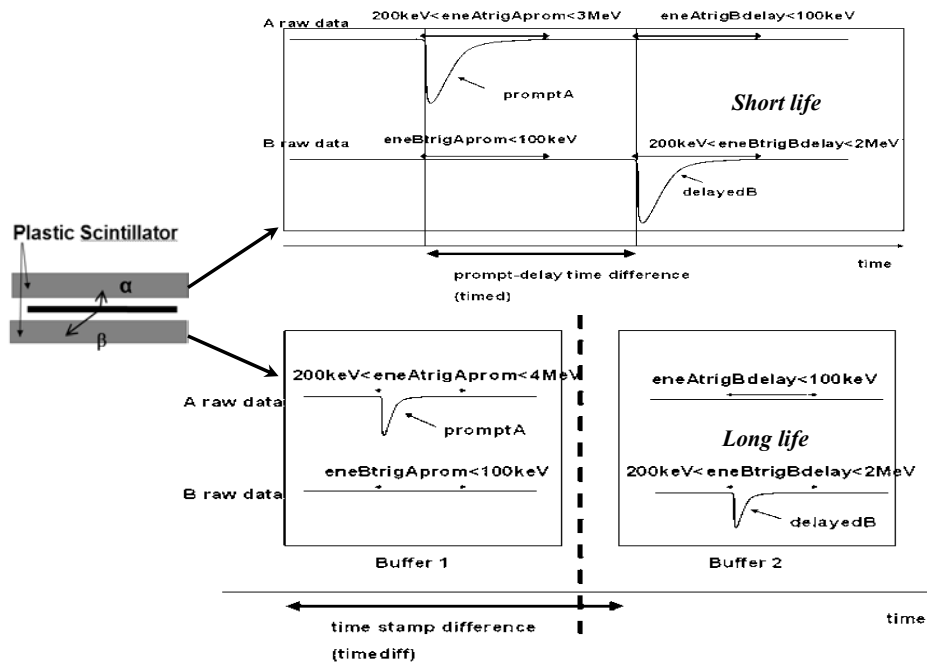 A raw data
200keV<eneAtrigAprom<3MeV
eneAtrigBdelay<100keV
promptA
Short life
B raw data
eneBtrigAprom<100keV
200keV<eneBtrigBdelay<2MeV
delayedB
time
prompt-delay time difference
(timed)
Plastic Scintillator
α
β
200keV<eneAtrigAprom<4MeV
A raw data
promptA
eneBtrigAprom<100keV
B raw data
Buffer 1
eneAtrigBdelay<100keV
Long life
200keV<eneBtrigBdelay<2MeV
delayedB
Buffer 2
time
time stamp difference
(timediff)